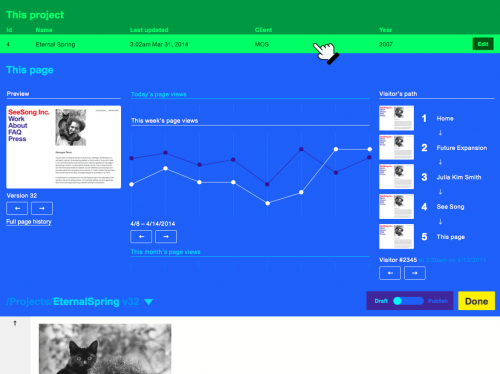 This project
Id Name Last updated Client Year
4 Eternal Spring 3:02am Mar 31, 2014 MOS 2007 Edit
This page
Preview
SeeSong Inc.
Work
About
FAQ
Press
Version 32
← →
Full page history
Today's page views
This week's page views
4/8 – 4/14/2014
← →
This month's page views
Visitor's path
1 Home
↓
2 Future Expansion
↓
3 Julia Kim Smith
↓
4 See Song
↓
5 This page
Visitor #2345
← →
/Projects/EternalSpring v32 ▼
Draft Publish
Done
↑